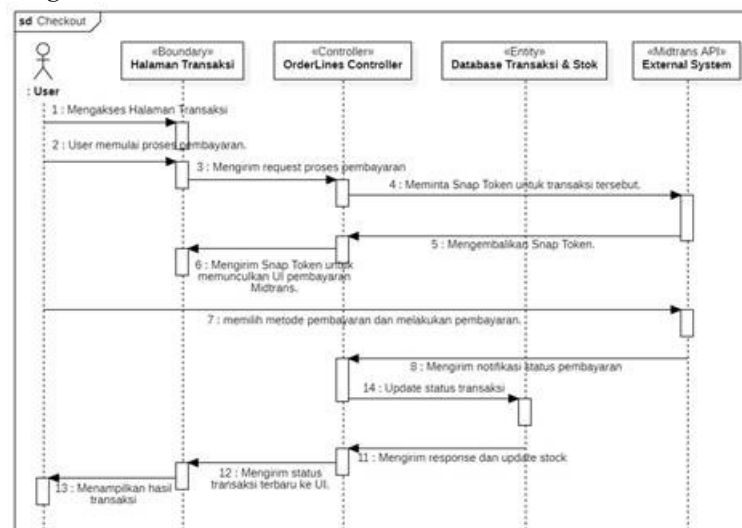 sd Checkout
«Boundary»
Halaman Transaksi
«Controller»
OrderLines Controller
«Entity»
Database Transaksi & Stok
«Midtrans API»
External System
: User
1 : Mengakses Halaman Transaksi
2 : User memulai proses pembayaran.
3 : Mengirim request proses pembayaran
4 : Meminta Snap Token untuk transaksi tersebut.
5 : Mengembalikan Snap Token.
6 : Mengirim Snap Token untuk
memunculkan UI pembayaran
Midtrans.
7 : memilih metode pembayaran dan melakukan pembayaran.
8 : Mengirim notifikasi status pembayaran
14 : Update status transaksi
11 : Mengirim response dan update stock
12 : Mengirim status
transaksi terbaru ke UI.
13 : Menampilkan hasil
transaksi